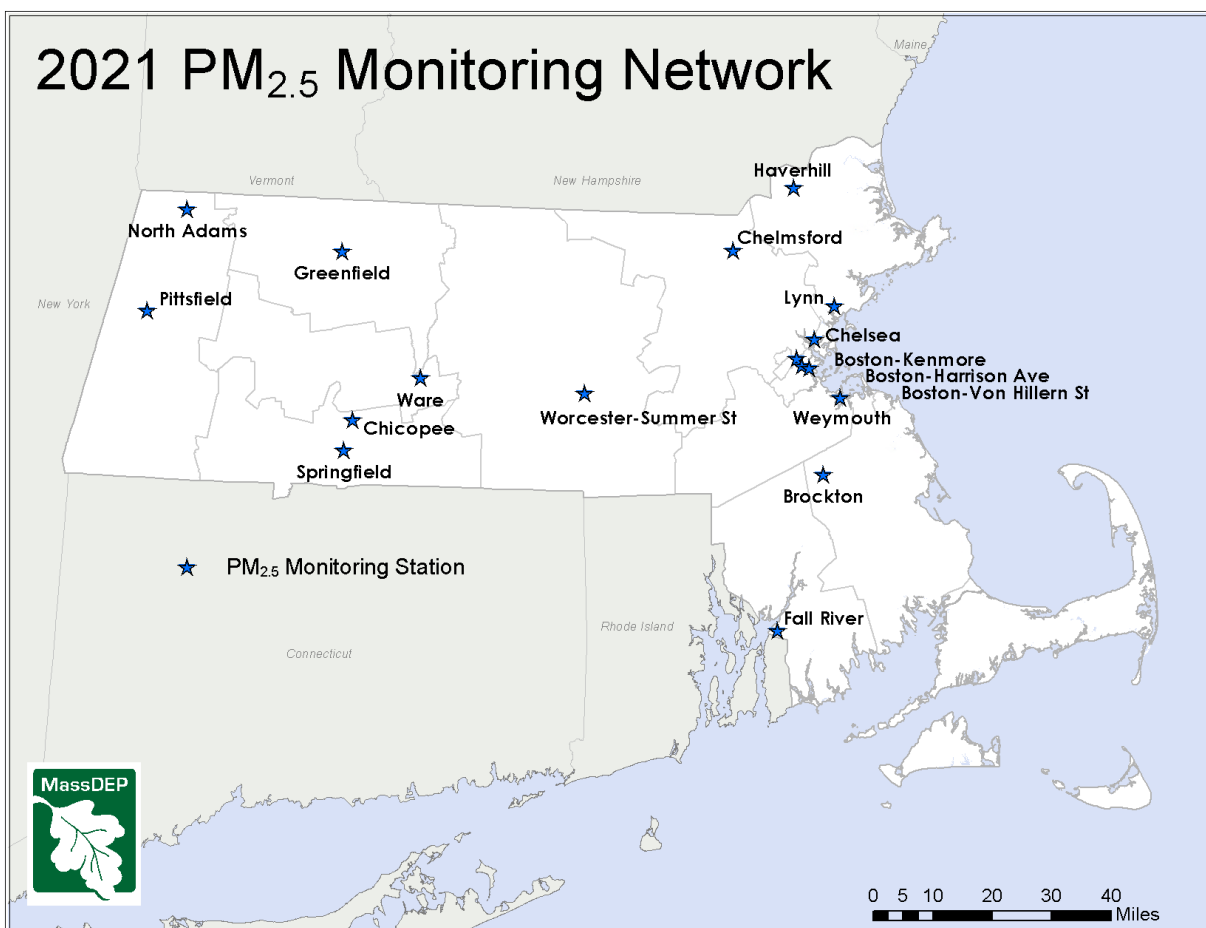 2021 PM2.5 Monitoring Network
Maine
Haverhill
Vermont
New Hampshire
North Adams
Chelmsford
Greenfield
New York
Pittsfield
Lynn
Chelsea
Boston-Kenmore
Boston-Harrison Ave
Boston-Von Hillern St
Ware
Worcester-Summer St
Weymouth
Chicopee
Springfield
Brockton
PM2.5 Monitoring Station
Fall River
Rhode Island
Connecticut
MassDEP
0 5 10 20 30 40
Miles